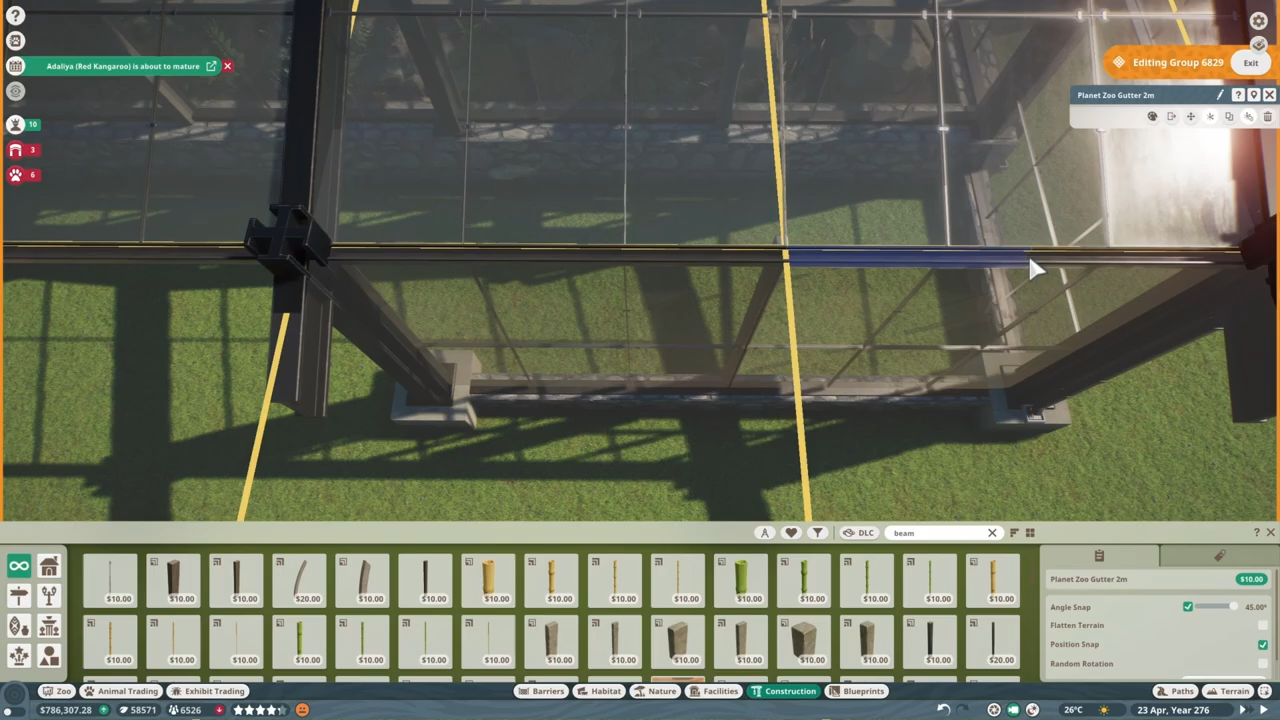 Adaliya (Red Kangaroo) is about to mature
10
3
6
Editing Group 6829
Exit
Planet Zoo Gutter 2m
DLC
beam
$10.00 $10.00 $10.00 $20.00 $10.00 $10.00 $10.00 $10.00 $10.00 $10.00 $10.00 $10.00 $10.00 $10.00 $10.00
$10.00 $10.00 $10.00 $10.00 $10.00 $10.00 $10.00 $10.00 $10.00 $10.00 $10.00 $10.00 $10.00 $10.00 $20.00
Planet Zoo Gutter 2m
$10.00
Angle Snap
45.00°
Flatten Terrain
Position Snap
Random Rotation
Zoo
Animal Trading
Exhibit Trading
Barriers
Habitat
Nature
Facilities
Construction
Blueprints
Paths
Terrain
$786,307.28
58571
6526
26°C
23 Apr, Year 276